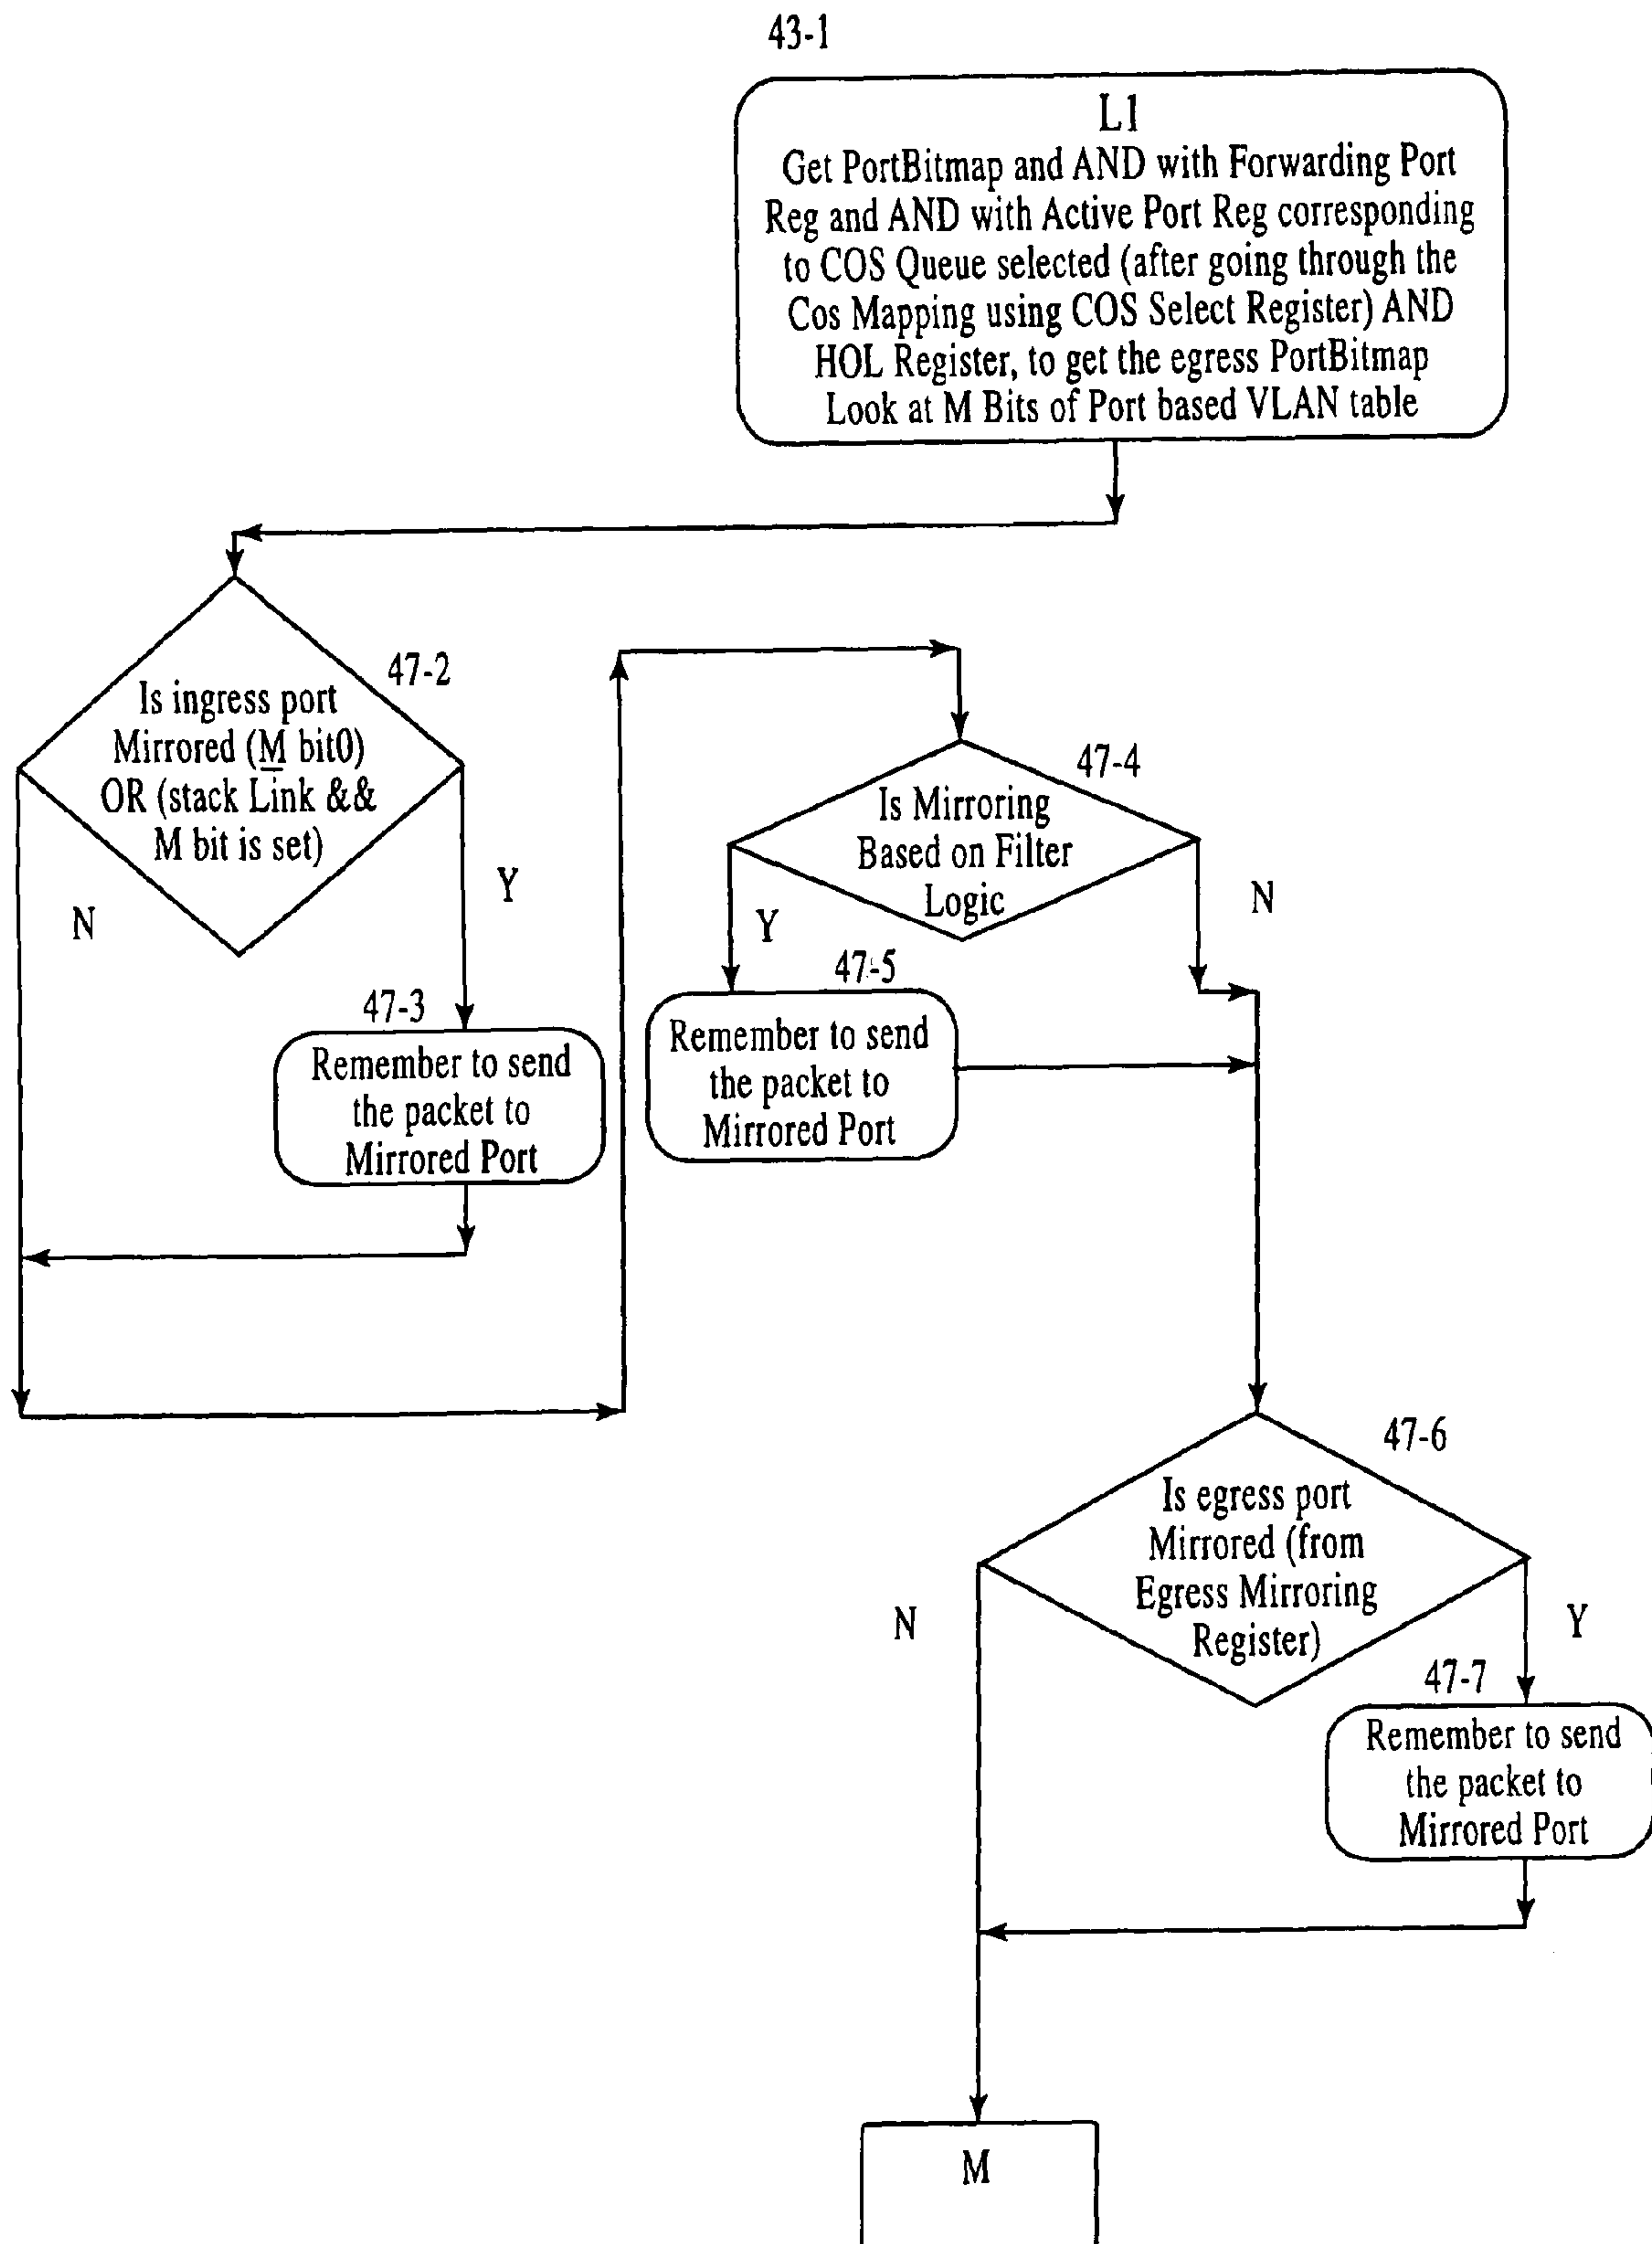 43-1
L1
Get PortBitmap and AND with Forwarding Port
Reg and AND with Active Port Reg corresponding
to COS Queue selected (after going through the
Cos Mapping using COS Select Register) AND
HOL Register, to get the egress PortBitmap
Look at M Bits of Port based VLAN table
47-2
Is ingress port
Mirrored (M bit0)
OR (stack Link &&
M bit is set)
N
Y
47-3
Remember to send
the packet to
Mirrored Port
47-4
Is Mirroring
Based on Filter
Logic
Y
N
47-5
Remember to send
the packet to
Mirrored Port
47-6
Is egress port
Mirrored (from
Egress Mirroring
Register)
N
Y
47-7
Remember to send
the packet to
Mirrored Port
M